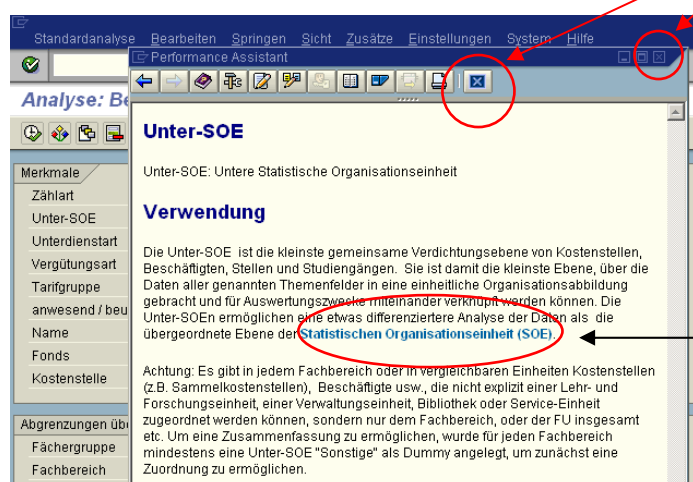 Standardanalyse Bearbeiten Springen Sicht Zusätze Einstellungen System Hilfe
Performance Assistant
Analyse: Be
Merkmale
Zählart
Unter-SOE
Unterdienstart
Vergütungsart
Tarifgruppe
anwesend / beu
Name
Fonds
Kostenstelle
Abgrenzungen übe
Fächergruppe
Fachbereich
Unter-SOE
Unter-SOE: Untere Statistische Organisationseinheit
Verwendung
Die Unter-SOE ist die kleinste gemeinsame Verdichtungsebene von Kostenstellen,
Beschäftigten, Stellen und Studiengängen. Sie ist damit die kleinste Ebene, über die
Daten aller genannten Themenfelder in eine einheitliche Organisationsabbildung
gebracht und für Auswertungszwecke miteinander verknüpft werden können. Die
Unter-SOEn ermöglichen eine etwas differenziertere Analyse der Daten als die
übergeordnete Ebene der Statistischen Organisationseinheit (SOE).
Achtung: Es gibt in jedem Fachbereich oder in vergleichbaren Einheiten Kostenstellen
(z.B. Sammelkostenstellen), Beschäftigte usw., die nicht explizit einer Lehr- und
Forschungseinheit, einer Verwaltungseinheit, Bibliothek oder Service-Einheit
zugeordnet werden können, sondern nur dem Fachbereich, oder der FU insgesamt
etc. Um eine Zusammenfassung zu ermöglichen, wurde für jeden Fachbereich
mindestens eine Unter-SOE "Sonstige" als Dummy angelegt, um zunächst eine
Zuordnung zu ermöglichen.